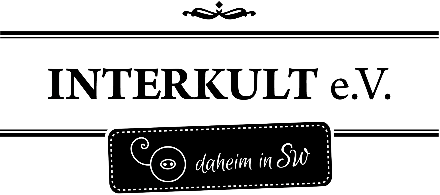 INTERKULT e.V.
daheim in SW